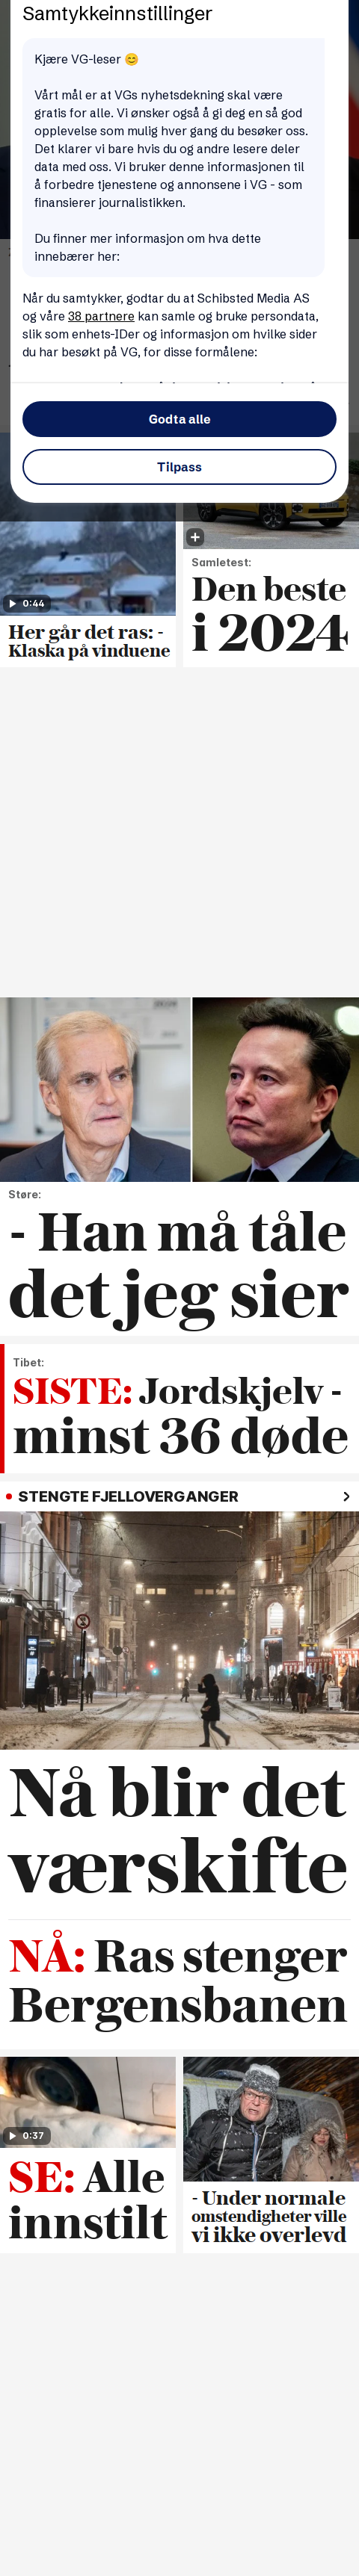 Samtykkeinnstillinger
Kjære VG-leser 😊
Vårt mål er at VGs nyhetsdekning skal være
gratis for alle. Vi ønsker også å gi deg en så god
opplevelse som mulig hver gang du besøker oss.
Det klarer vi bare hvis du og andre lesere deler
data med oss. Vi bruker denne informasjonen til
å forbedre tjenestene og annonsene i VG - som
finansierer journalistikken.
Du finner mer informasjon om hva dette
innebærer her:
Når du samtykker, godtar du at Schibsted Media AS
og våre 38 partnere kan samle og bruke persondata,
slik som enhets-IDer og informasjon om hvilke sider
du har besøkt på VG, for disse formålene:
Godta alle
Tilpass
0:44
Her går det ras: -
Klaska på vinduene
Samletest:
Den beste
i 2024
Støre:
- Han må tåle
det jeg sier
Tibet:
SISTE: Jordskjelv -
minst 36 døde
STENGTE FJELLOVERGANGER
Nå blir det
værskifte
NÅ: Ras stenger
Bergensbanen
0:37
SE: Alle
innstilt
- Under normale
omstendigheter ville
vi ikke overlevd